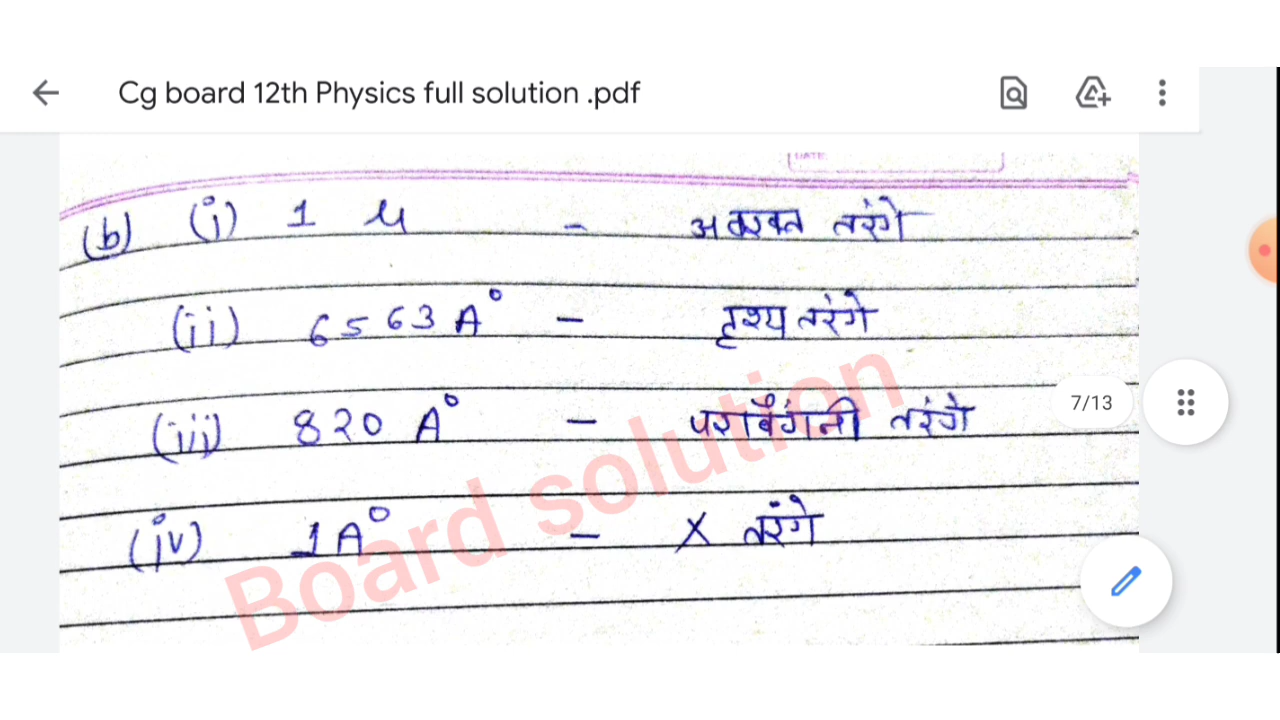 Cg board 12th Physics full solution .pdf
DATE
(b) (i) 1 μ - अवरक्त तरंगे
(ii) 6563 A° - दृश्य तरंगे
(iii) 820 A° - पराबैंगनी तरंगे
(iv) 1A° - X तरंगे
7/13
Board solution